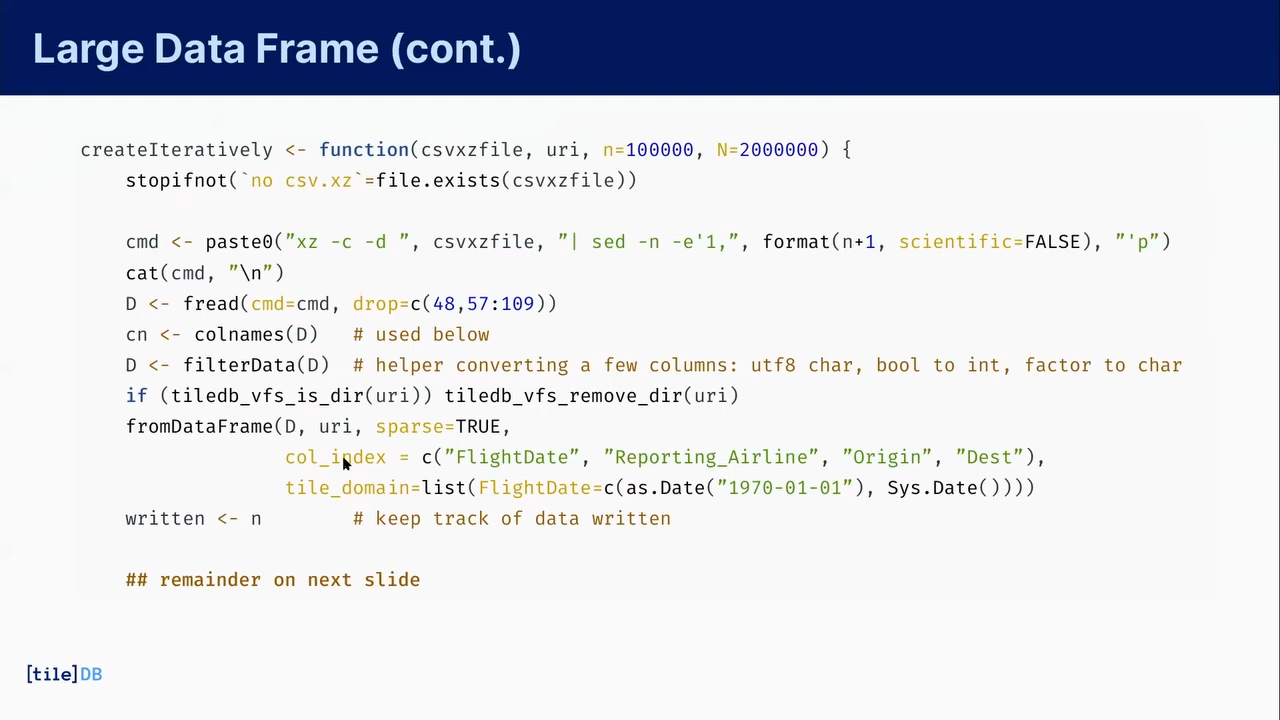 Large Data Frame (cont.)
createIteratively <- function(csvxzfile, uri, n=100000, N=2000000) {
    stopifnot(`no csv.xz`=file.exists(csvxzfile))
    cmd <- paste0(”xz -c -d ”, csvxzfile, ”| sed -n -e'1,”, format(n+1, scientific=FALSE), ”'p”)
    cat(cmd, ”\n”)
    D <- fread(cmd=cmd, drop=c(48,57:109))
    cn <- colnames(D)   # used below
    D <- filterData(D)  # helper converting a few columns: utf8 char, bool to int, factor to char
    if (tiledb_vfs_is_dir(uri)) tiledb_vfs_remove_dir(uri)
    fromDataFrame(D, uri, sparse=TRUE,
                  col_index = c(”FlightDate”, ”Reporting_Airline”, ”Origin”, ”Dest”),
                  tile_domain=list(FlightDate=c(as.Date(”1970-01-01”), Sys.Date())))
    written <- n        # keep track of data written
    ## remainder on next slide
[tile]DB